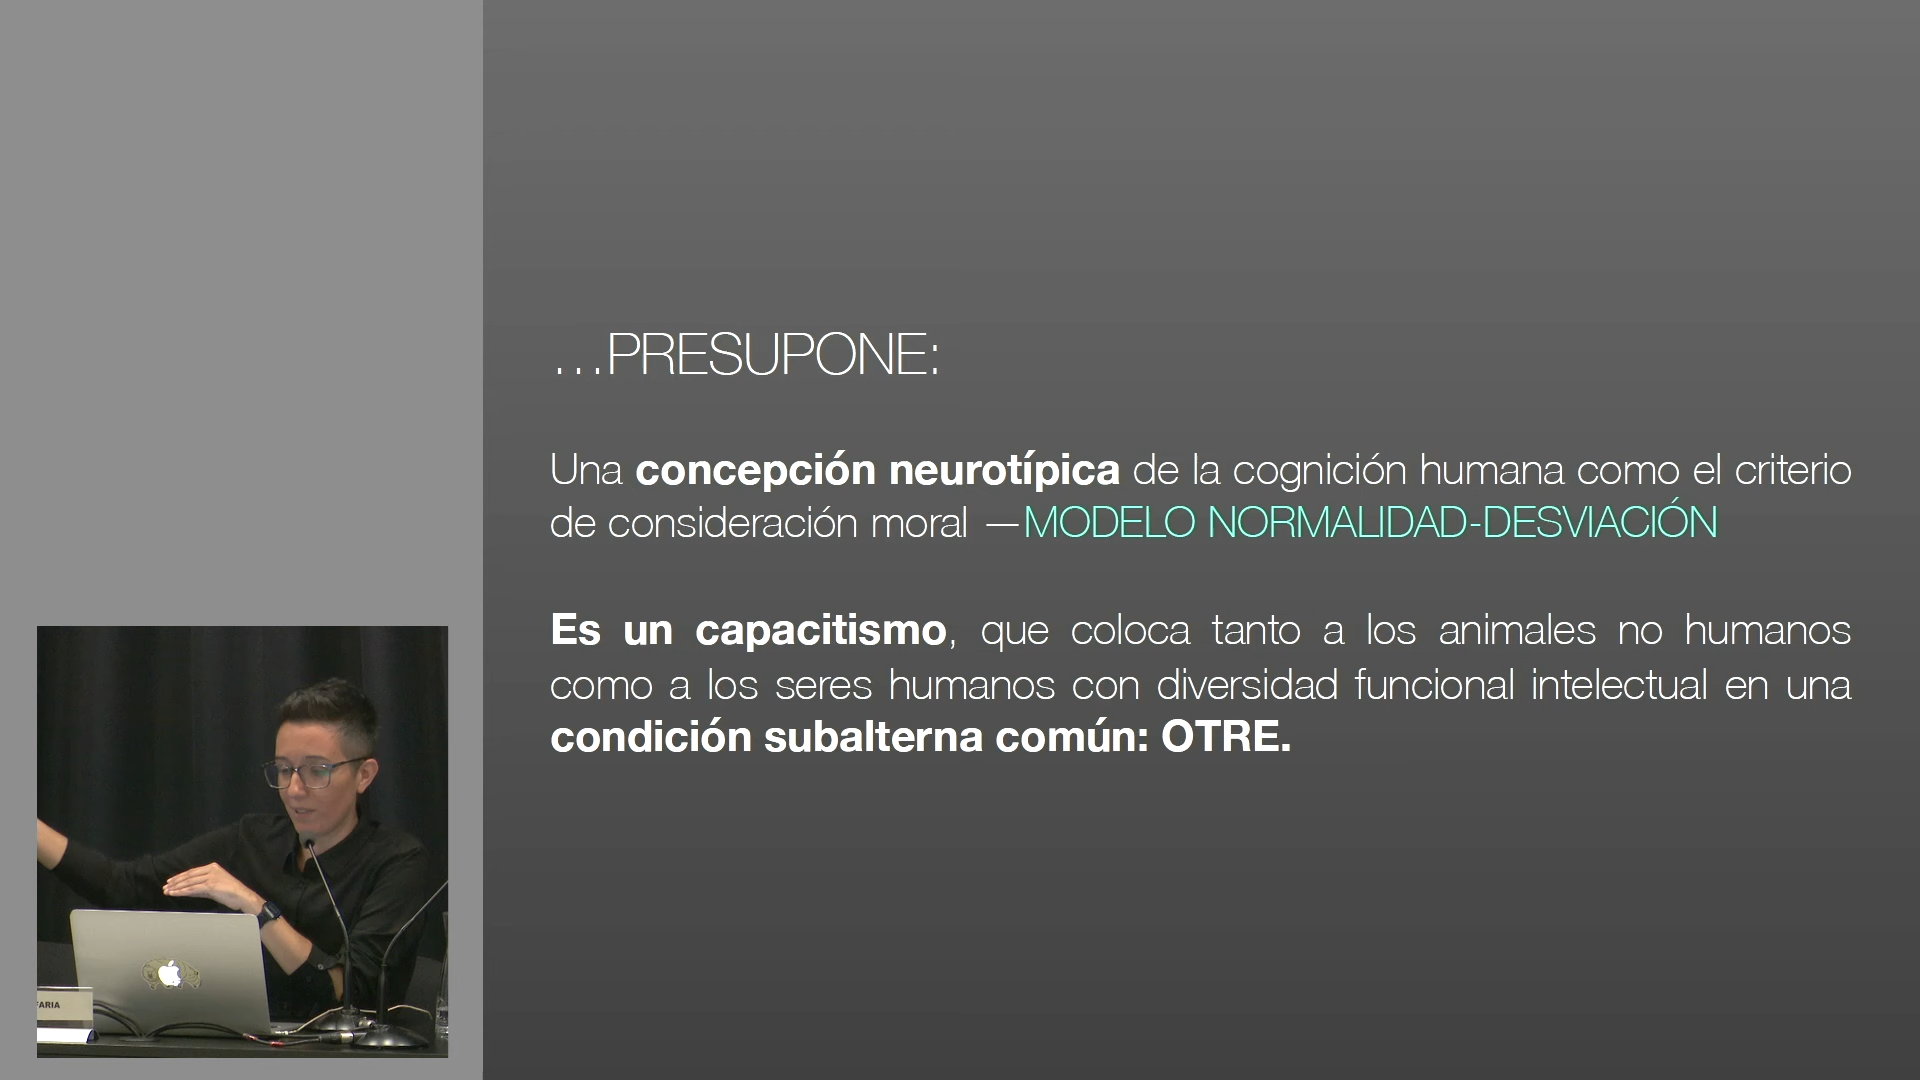 ...PRESUPONE:
Una concepción neurotípica de la cognición humana como el criterio
de consideración moral —MODELO NORMALIDAD-DESVIACIÓN
Es un capacitismo, que coloca tanto a los animales no humanos
como a los seres humanos con diversidad funcional intelectual en una
condición subalterna común: OTRE.
FARIA